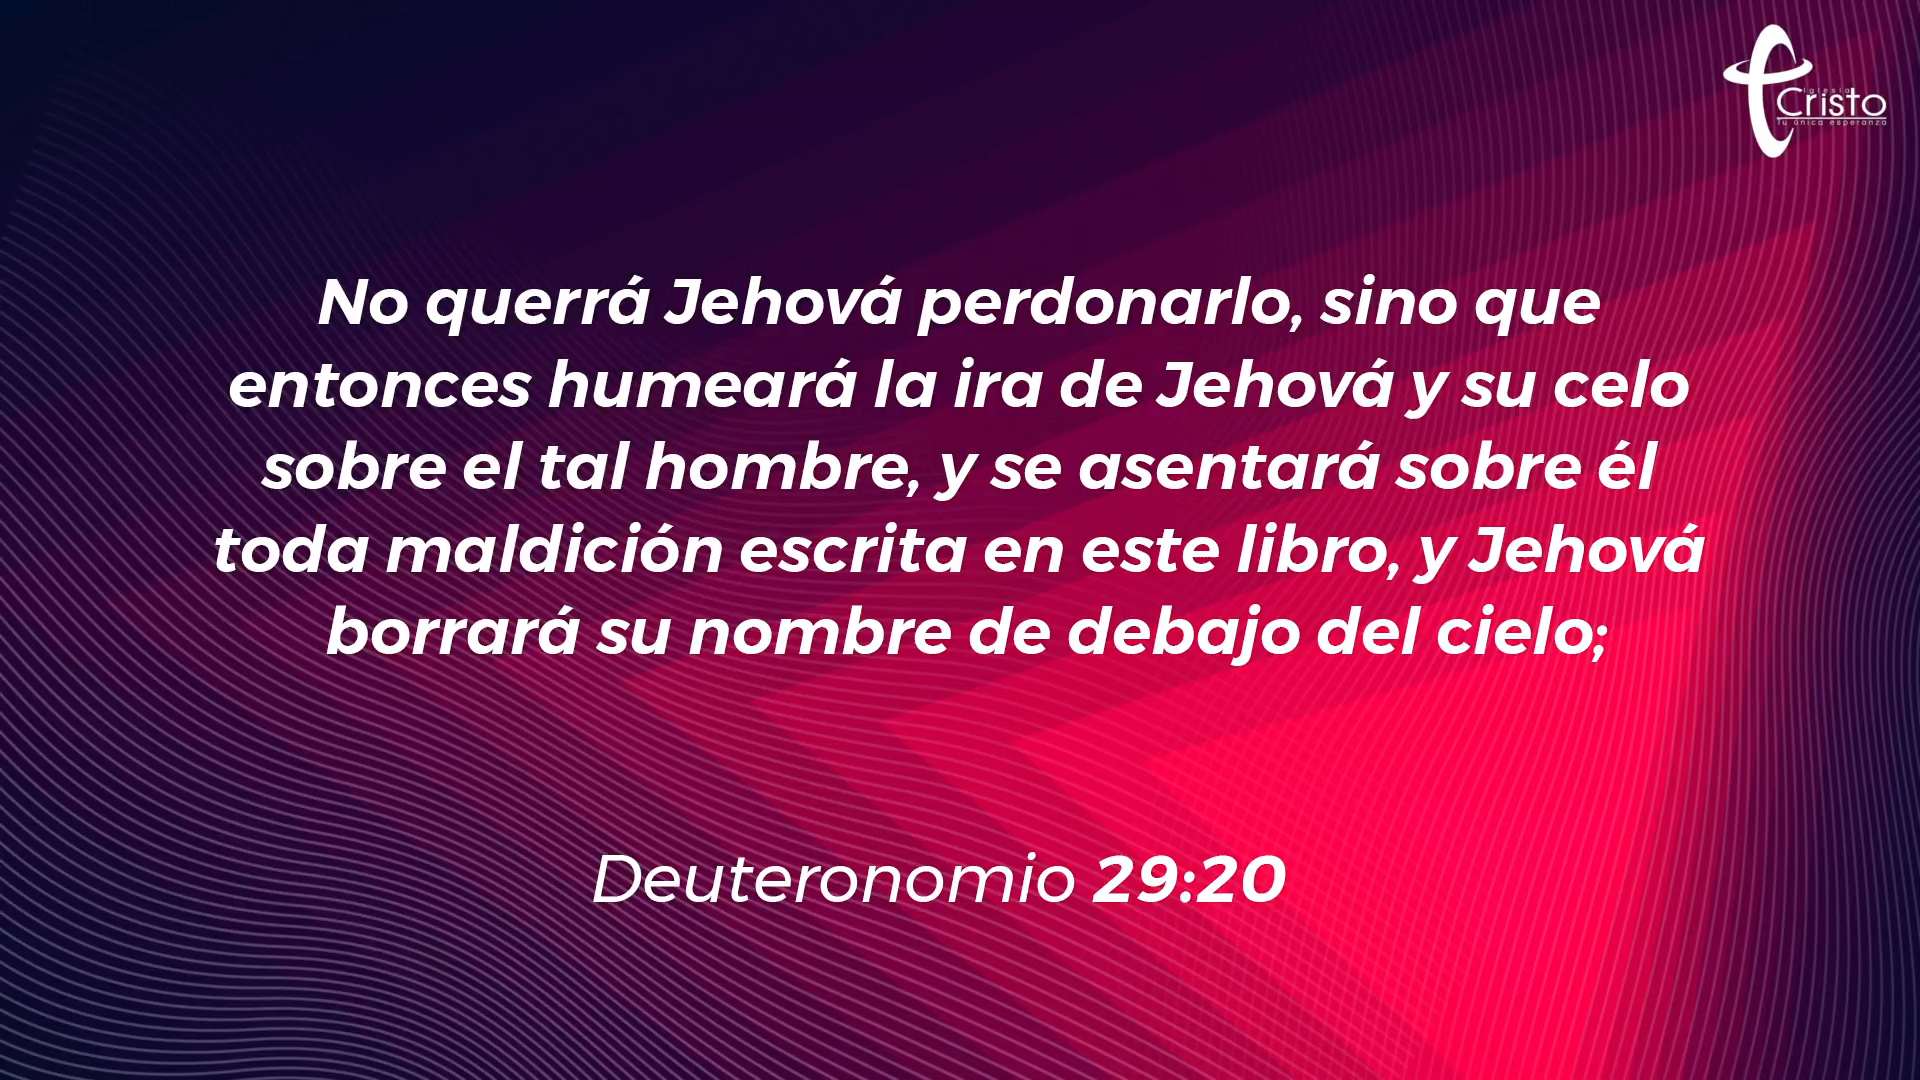 Iglesia
Cristo
Tu única esperanza
No querrá Jehová perdonarlo, sino que
entonces humeará la ira de Jehová y su celo
sobre el tal hombre, y se asentará sobre él
toda maldición escrita en este libro, y Jehová
borrará su nombre de debajo del cielo;
Deuteronomio 29:20